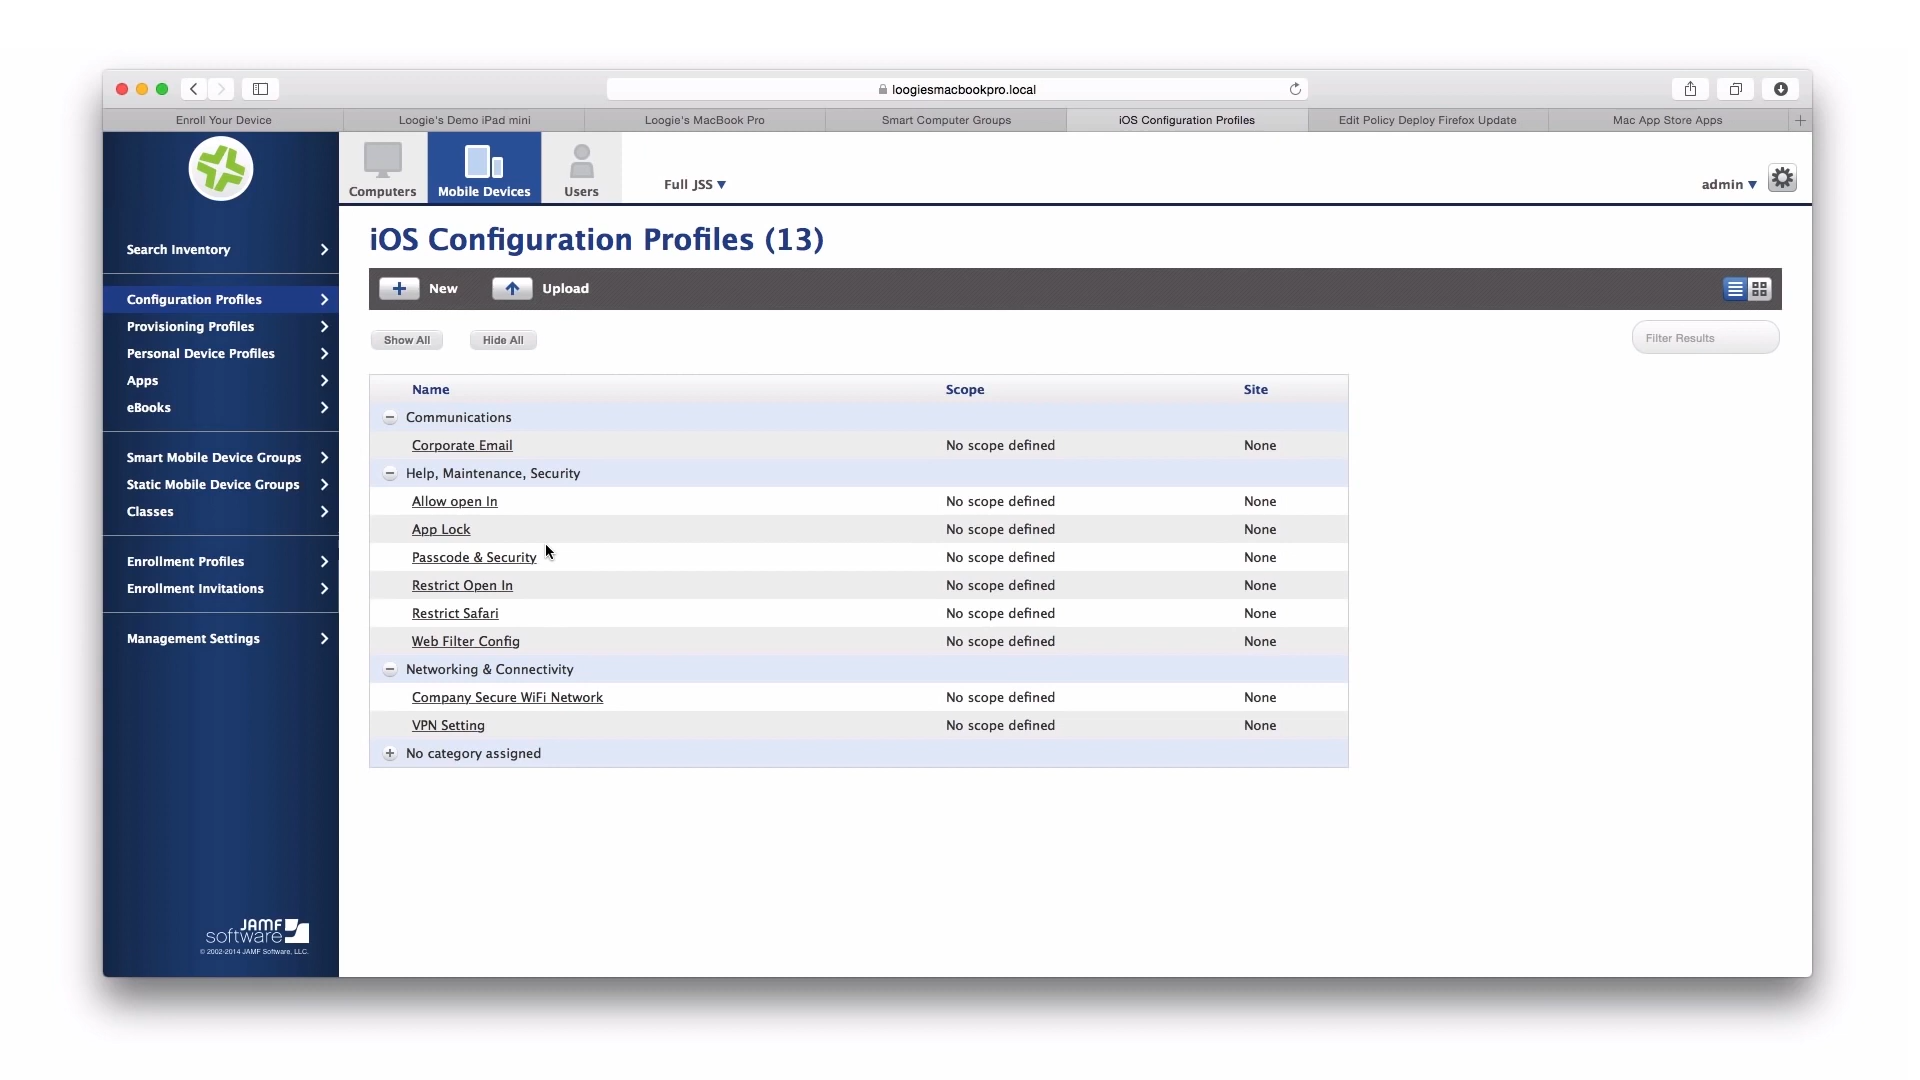 loogiesmacbookpro.local
Enroll Your Device
Loogie's Demo iPad mini
Loogie's MacBook Pro
Smart Computer Groups
iOS Configuration Profiles
Edit Policy Deploy Firefox Update
Mac App Store Apps
Computers
Mobile Devices
Users
Full JSS
admin
Search Inventory
Configuration Profiles
Provisioning Profiles
Personal Device Profiles
Apps
eBooks
Smart Mobile Device Groups
Static Mobile Device Groups
Classes
Enrollment Profiles
Enrollment Invitations
Management Settings
JAMF
software
© 2002-2014 JAMF Software, LLC.
iOS Configuration Profiles (13)
New
Upload
Show All
Hide All
Filter Results
Name Scope Site
Communications
Corporate Email No scope defined None
Help, Maintenance, Security
Allow open In No scope defined None
App Lock No scope defined None
Passcode & Security No scope defined None
Restrict Open In No scope defined None
Restrict Safari No scope defined None
Web Filter Config No scope defined None
Networking & Connectivity
Company Secure WiFi Network No scope defined None
VPN Setting No scope defined None
No category assigned